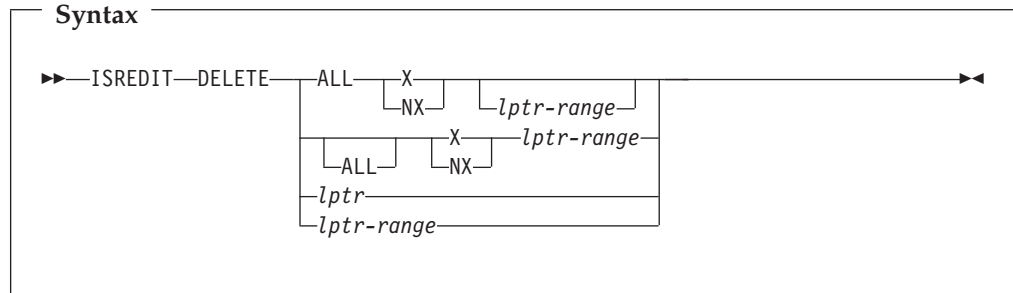 Syntax
ISREDIT DELETE ALL X
NX lptr-range
X lptr-range
ALL NX
lptr
lptr-range